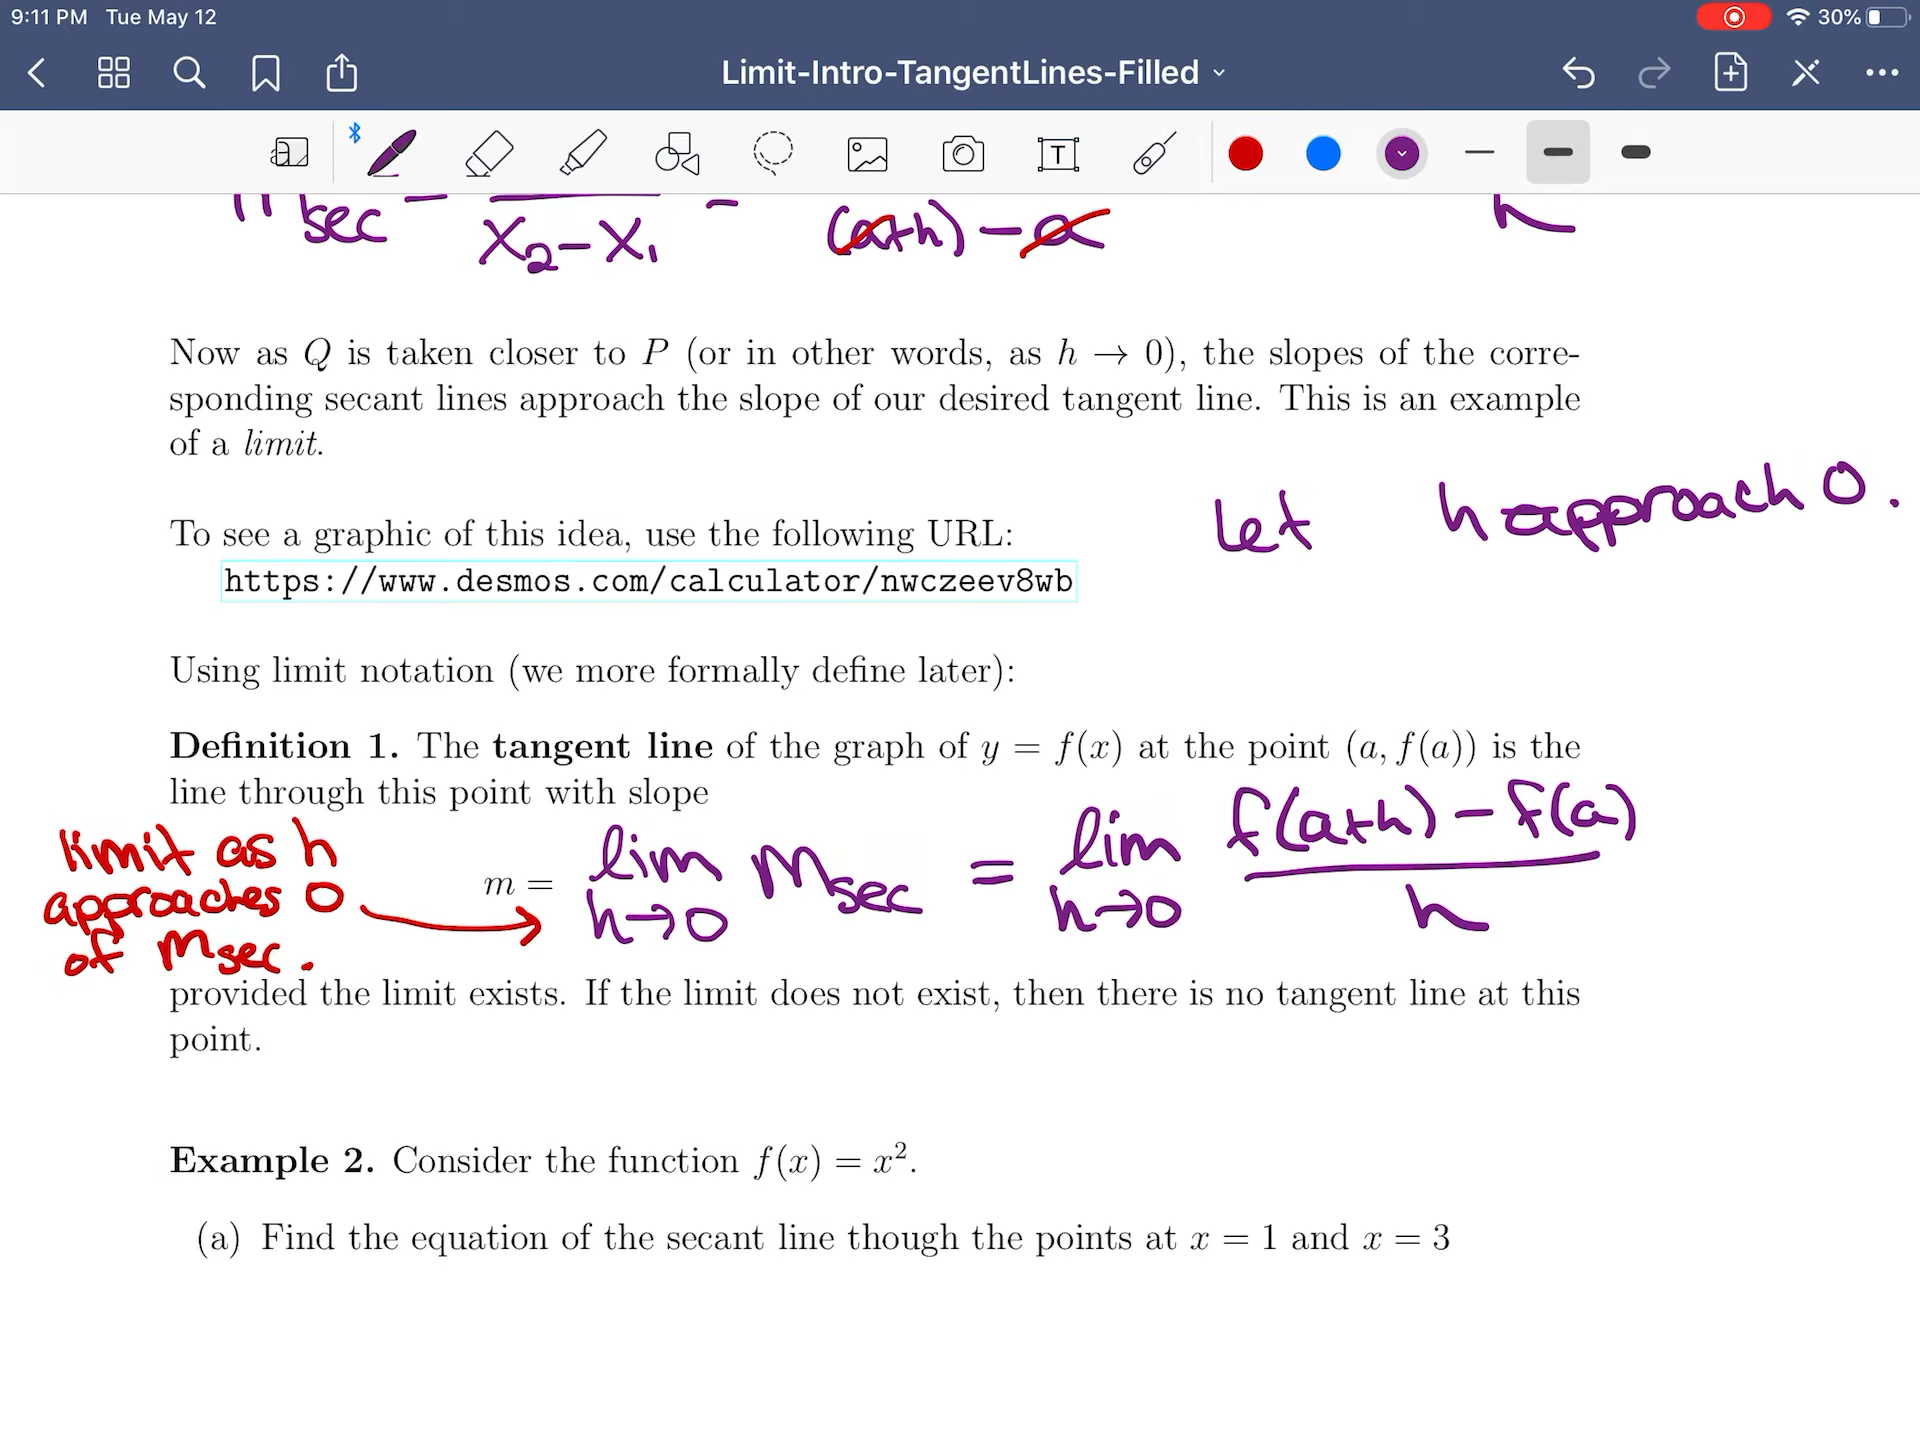 9:11 PM Tue May 12
30%
Limit-Intro-TangentLines-Filled
T
sec = x₂-x₁ = (a+h)-a h
Now as Q is taken closer to P (or in other words, as h → 0), the slopes of the corre-
sponding secant lines approach the slope of our desired tangent line. This is an example
of a limit.
let h approach 0.
To see a graphic of this idea, use the following URL:
https://www.desmos.com/calculator/nwczeev8wb
Using limit notation (we more formally define later):
Definition 1. The tangent line of the graph of y = f(x) at the point (a, f(a)) is the
line through this point with slope
limit as h
approaches 0
of Msec.
m = lim h→0 Msec = lim h→0 f(a+h)-f(a) / h
provided the limit exists. If the limit does not exist, then there is no tangent line at this
point.
Example 2. Consider the function f(x) = x².
(a) Find the equation of the secant line though the points at x = 1 and x = 3